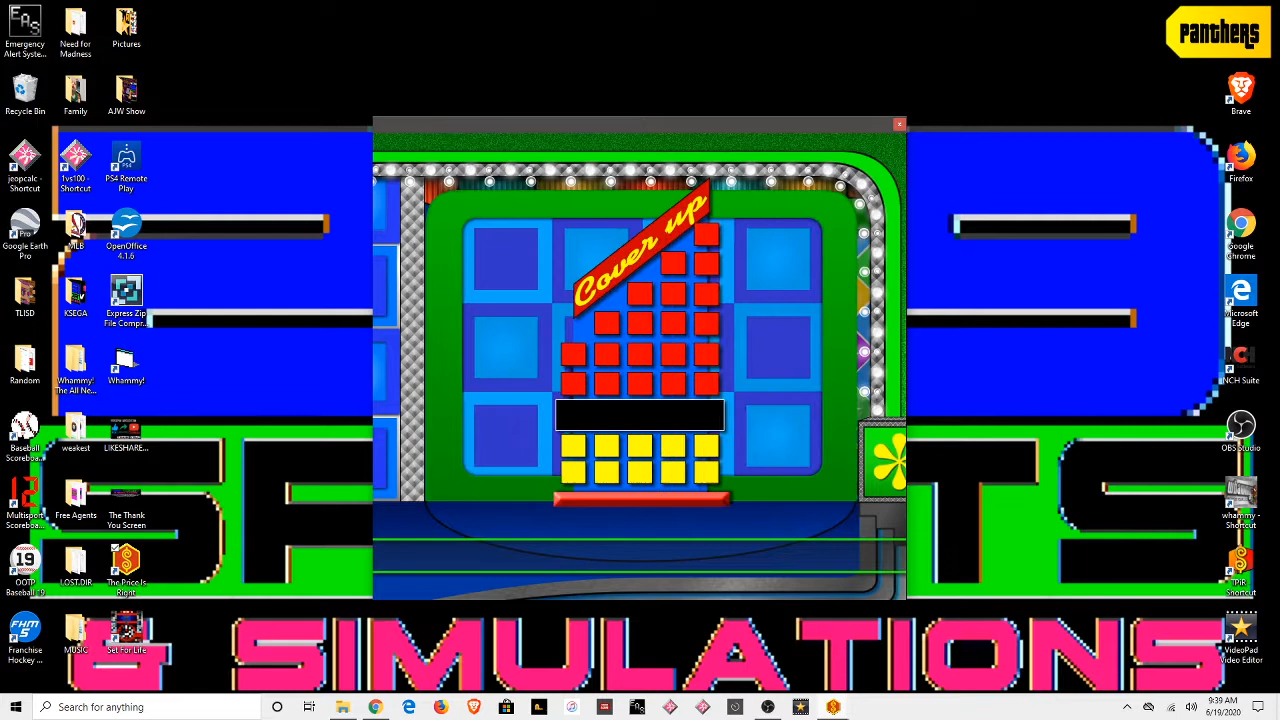 Emergency
Alert Syste...
Need for
Madness
Pictures
Panthers
Recycle Bin
Family
AJW Show
Brave
jeopcalc -
Shortcut
1vs100 -
Shortcut
PS4 Remote
Play
Firefox
Cover up
Google Earth
Pro
MLB
OpenOffice
4.1.6
Google
Chrome
TLISD
KSEGA
Express Zip
File Compr...
Microsoft
Edge
Random
Whammy!
The All Ne...
Whammy!
NCH Suite
Baseball
Scoreboa...
weakest
LIKESHARE...
OBS Studio
Multisport
Scoreboa...
Free Agents
The Thank
You Screen
whammy -
Shortcut
OOTP
Baseball 19
LOST.DIR
The Price Is
Right
TPiR
Shortcut
Franchise
Hockey ...
MUSIC
Set For Life
VideoPad
Video Editor
& SIMULATIONS
Search for anything
9:39 AM
6/19/2020